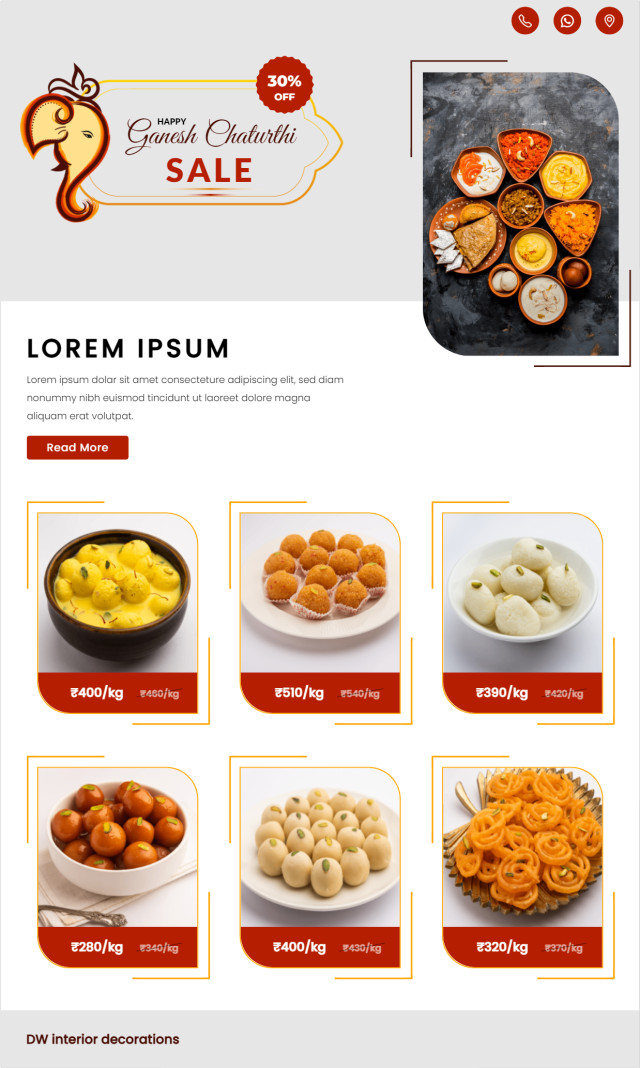 30%
OFF
HAPPY
Ganesh Chaturthi
SALE
LOREM IPSUM
Lorem ipsum dolar sit amet consecteture adipiscing elit, sed diam
nonummy nibh euismod tincidunt ut laoreet dolore magna
aliquam erat volutpat.
Read More
₹400/kg ₹460/kg
₹510/kg ₹540/kg
₹390/kg ₹420/kg
₹280/kg ₹340/kg
₹400/kg ₹430/kg
₹320/kg ₹370/kg
DW interior decorations